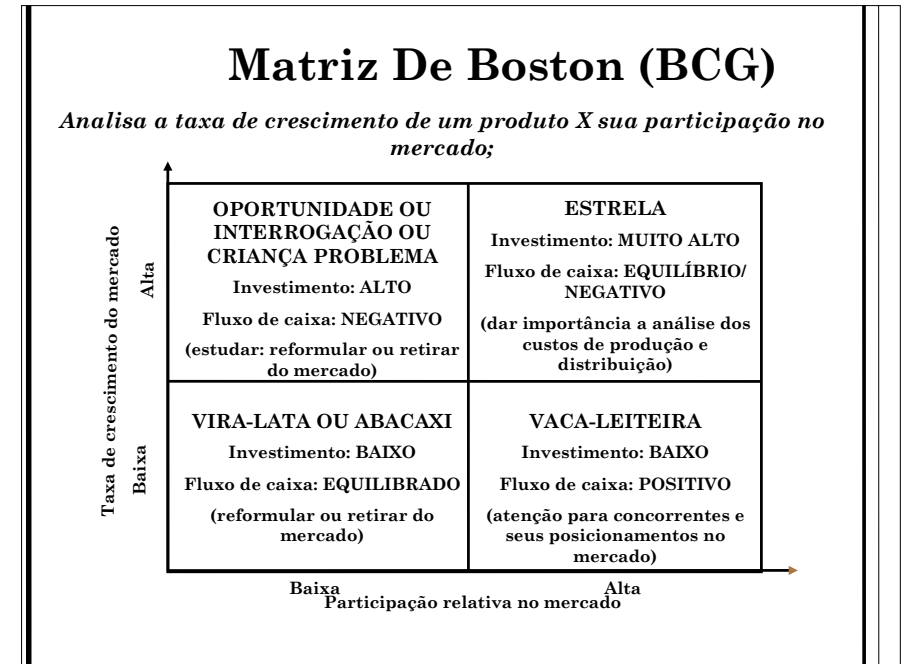 Matriz De Boston (BCG)
Analisa a taxa de crescimento de um produto X sua participação no
mercado;
Taxa de crescimento do mercado
Alta
Baixa
OPORTUNIDADE OU
INTERROGAÇÃO OU
CRIANÇA PROBLEMA
Investimento: ALTO
Fluxo de caixa: NEGATIVO
(estudar: reformular ou retirar
do mercado)
ESTRELA
Investimento: MUITO ALTO
Fluxo de caixa: EQUILÍBRIO/
NEGATIVO
(dar importância a análise dos
custos de produção e
distribuição)
VIRA-LATA OU ABACAXI
Investimento: BAIXO
Fluxo de caixa: EQUILIBRADO
(reformular ou retirar do
mercado)
VACA-LEITEIRA
Investimento: BAIXO
Fluxo de caixa: POSITIVO
(atenção para concorrentes e
seus posicionamentos no
mercado)
Baixa
Alta
Participação relativa no mercado